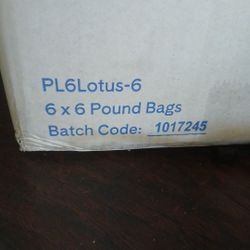 PL6Lotus-6
6 x 6 Pound Bags
Batch Code: 1017245